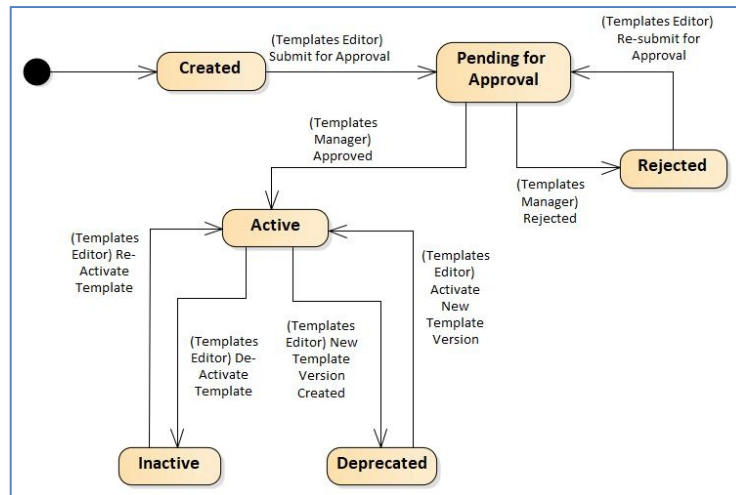 (Templates Editor)
Submit for Approval
(Templates Editor)
Re-submit for
Approval
Created
Pending for
Approval
(Templates
Manager)
Approved
Rejected
(Templates
Manager)
Rejected
Active
(Templates
Editor) Re-
Activate
Template
(Templates
Editor)
Activate
New
Template
Version
(Templates
Editor) De-
Activate
Template
(Templates
Editor) New
Template
Version
Created
Inactive
Deprecated